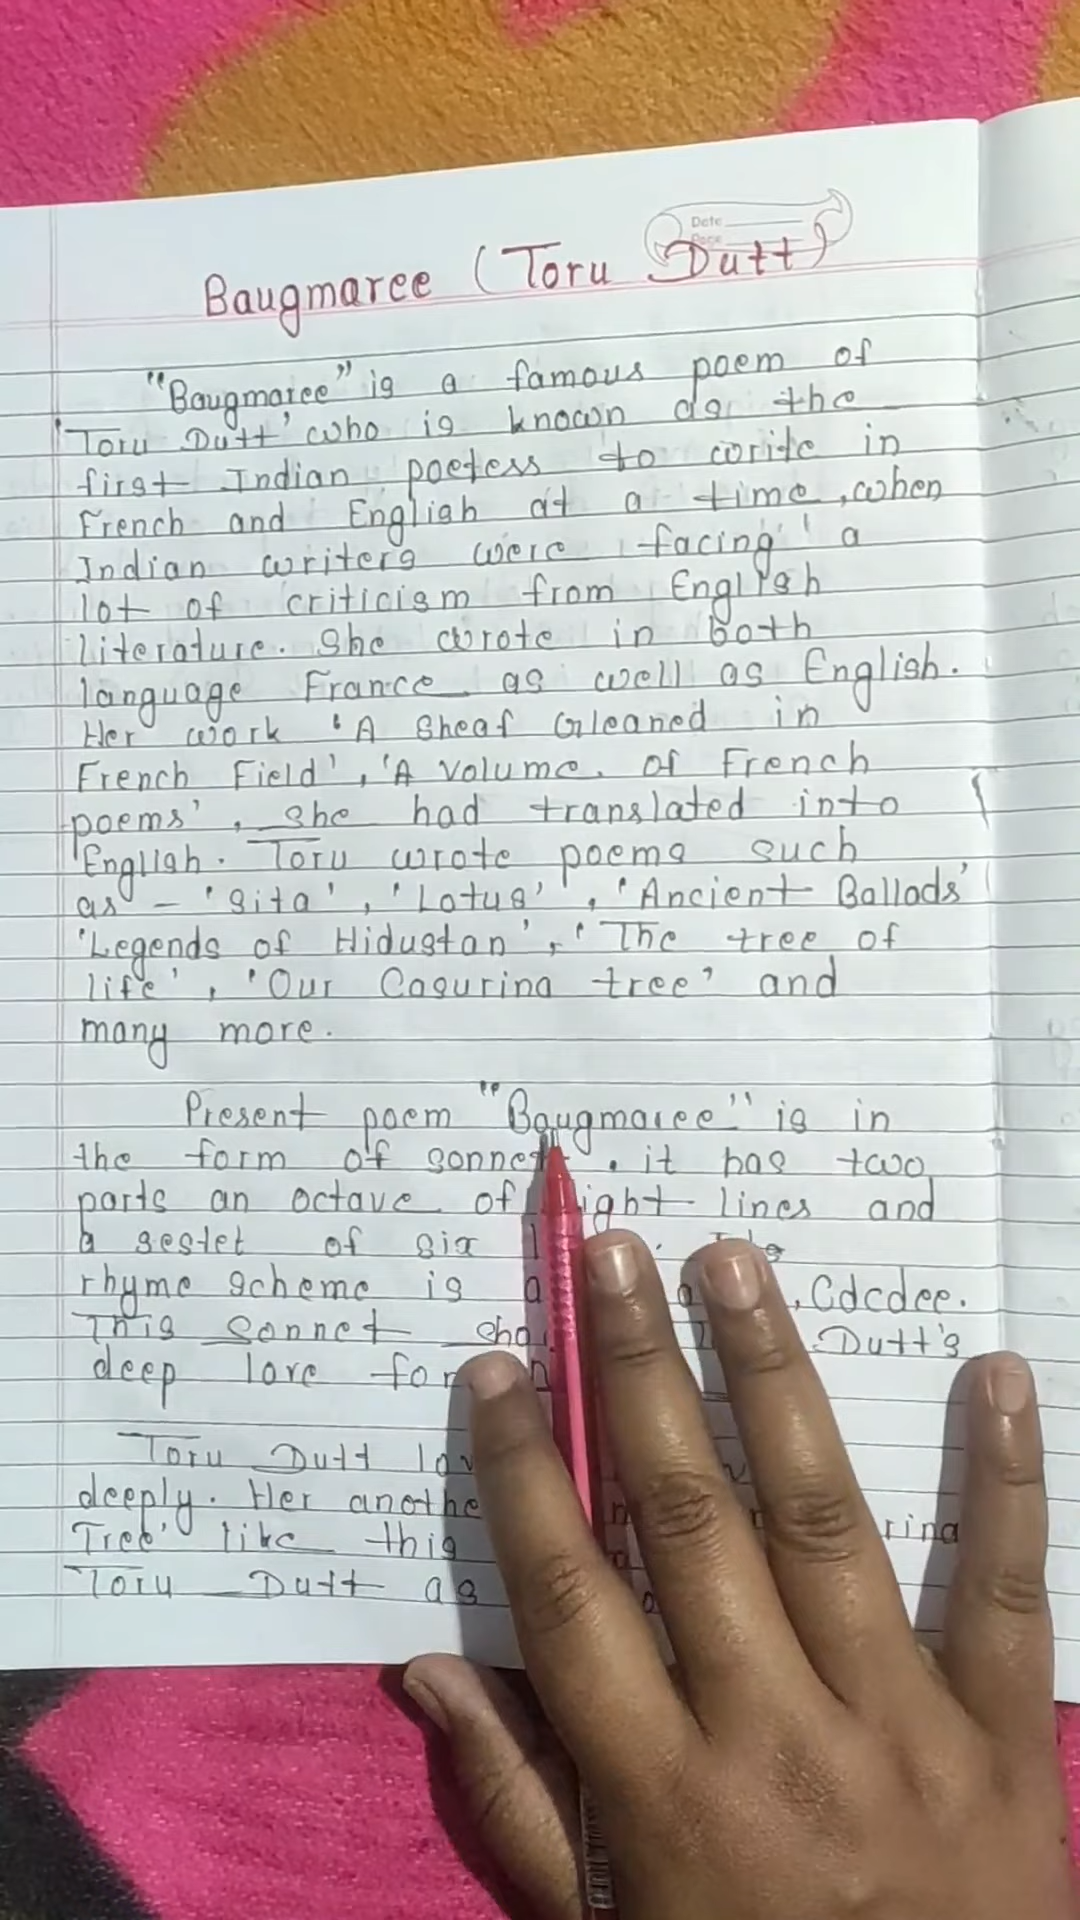 Date
Page
Baugmaree (Toru Dutt)
"Baugmaree" is a famous poem of
'Toru Dutt' who is known as the
first Indian poetess to write in
French and English at a time, when
Indian writers were facing a
lot of criticism from English
literature. She wrote in both
language France as well as English.
Her work 'A Sheaf Gleaned in
French Field', 'A volume of French
poems', she had translated into
English. Toru wrote poems such
as - 'Sita', 'Lotus', 'Ancient Ballads'
'Legends of Hidustan', 'The tree of
life', 'Our Casurina tree' and
many more.
Present poem "Baugmaree" is in
the form of sonnet, it has two
parts an octave of eight lines and
a sestet of six
rhyme scheme is , Cdcdee.
This sonnet Dutt's
deep love for
Toru Dutt
deeply. Her
Tree' like this
Toru Dutt as